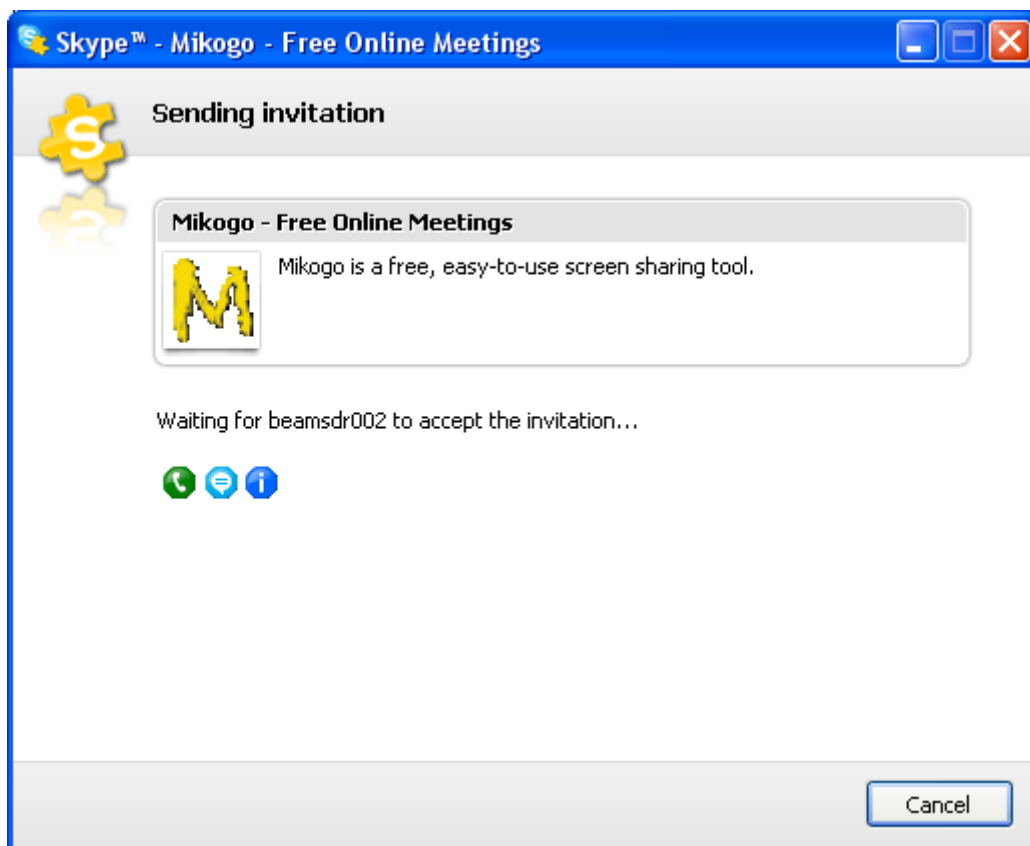 Skype™ - Mikogo - Free Online Meetings
Sending invitation
Mikogo - Free Online Meetings
Mikogo is a free, easy-to-use screen sharing tool.
Waiting for beamsdr002 to accept the invitation...
Cancel